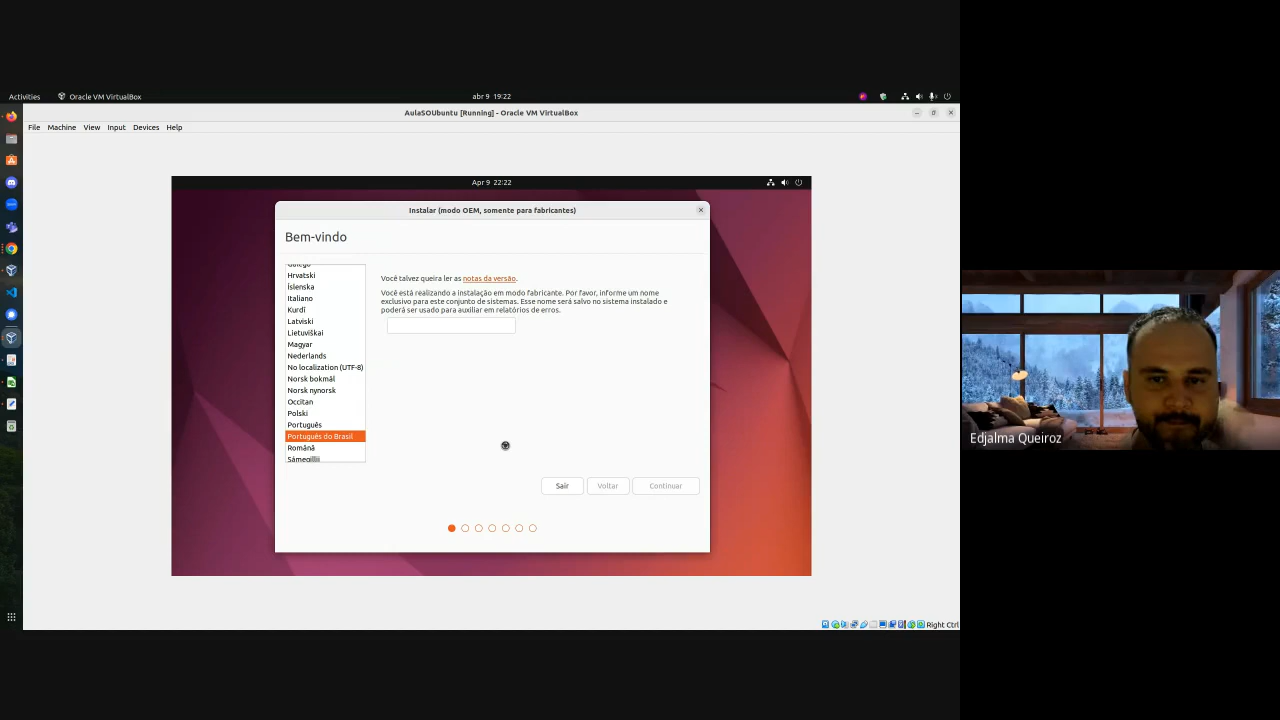 Activities
Oracle VM VirtualBox
abr 9 19:22
AulaSOUbuntu [Running] - Oracle VM VirtualBox
File Machine View Input Devices Help
Apr 9 22:22
Instalar (modo OEM, somente para fabricantes)
Bem-vindo
Galego
Hrvatski
Íslenska
Italiano
Kurdî
Latviski
Lietuviškai
Magyar
Nederlands
No localization (UTF-8)
Norsk bokmål
Norsk nynorsk
Occitan
Polski
Português
Português do Brasil
Română
Sámegillii
Você talvez queira ler as notas da versão.
Você está realizando a instalação em modo fabricante. Por favor, informe um nome
exclusivo para este conjunto de sistemas. Esse nome será salvo no sistema instalado e
poderá ser usado para auxiliar em relatórios de erros.
Sair
Voltar
Continuar
Right Ctrl
Edjalma Queiroz